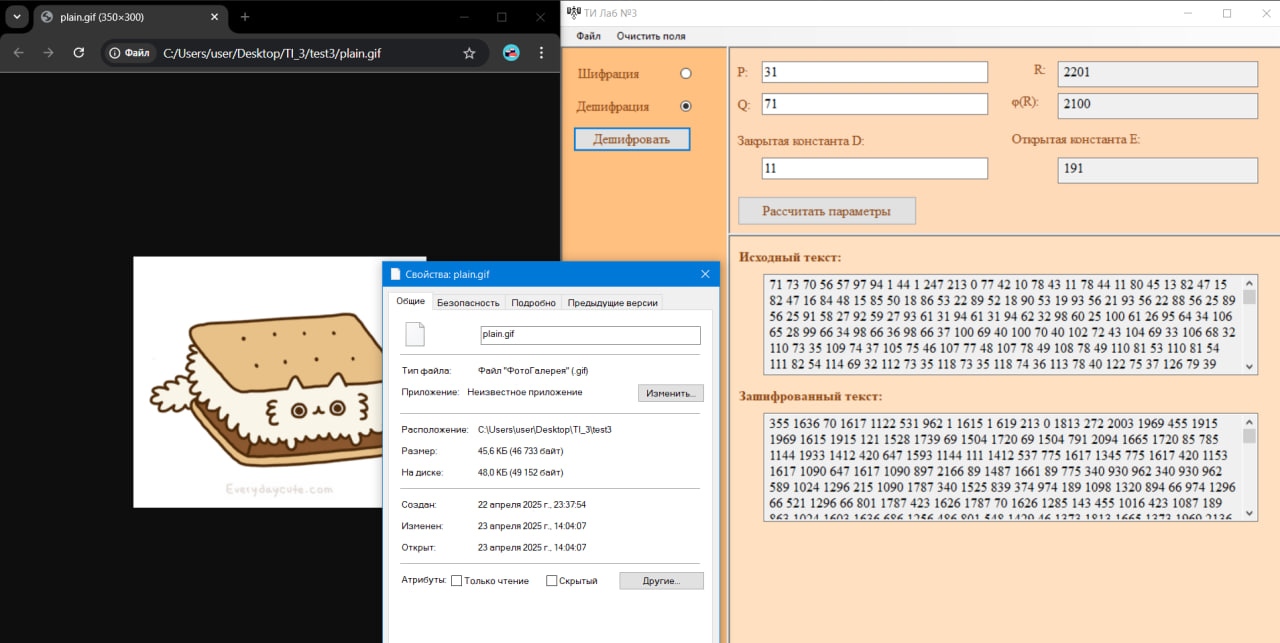 plain.gif (350×300)
Файл
C:/Users/user/Desktop/TI_3/test3/plain.gif
Everydaycute.com
Свойства: plain.gif
Общие
Безопасность
Подробно
Предыдущие версии
plain.gif
Тип файла: Файл "ФотоГалерея" (.gif)
Приложение: Неизвестное приложение
Изменить...
Расположение: C:\Users\user\Desktop\TI_3\test3
Размер: 45,6 КБ (46 733 байт)
На диске: 48,0 КБ (49 152 байт)
Создан: 22 апреля 2025 г., 23:37:54
Изменен: 23 апреля 2025 г., 14:04:07
Открыт: 23 апреля 2025 г., 14:04:07
Атрибуты: Только чтение Скрытый Другие...
ТИ Лаб №3
Файл Очистить поля
Шифрация
Дешифрация
Дешифровать
P: 31
R: 2201
Q: 71
φ(R): 2100
Закрытая константа D:
Открытая константа E:
11
191
Рассчитать параметры
Исходный текст:
71 73 70 56 57 97 94 1 44 1 247 213 0 77 42 10 78 43 11 78 44 11 80 45 13 82 47 15
82 47 16 84 48 15 85 50 18 86 53 22 89 52 18 90 53 19 93 56 21 93 56 22 88 56 25 89
56 25 91 58 27 92 59 27 93 61 31 94 61 31 94 62 32 98 60 25 100 61 26 95 64 34 106
65 28 99 66 34 98 66 36 98 66 37 100 69 40 100 70 40 102 72 43 104 69 33 106 68 32
110 73 35 109 74 37 105 75 46 107 77 48 107 78 49 108 78 49 110 81 53 110 81 54
111 82 54 114 69 32 112 73 35 118 73 35 118 74 36 113 78 40 122 75 37 126 79 39
Зашифрованный текст:
355 1636 70 1617 1122 531 962 1 1615 1 619 213 0 1813 272 2003 1969 455 1915
1969 1615 1915 121 1528 1739 69 1504 1720 69 1504 791 2094 1665 1720 85 785
1144 1933 1412 420 647 1593 1144 111 1412 537 775 1617 1345 775 1617 420 1153
1617 1090 647 1617 1090 897 2166 89 1487 1661 89 775 340 930 962 340 930 962
589 1024 1296 215 1090 1787 340 1525 839 374 974 189 1098 1320 894 66 974 1296
66 521 1296 66 801 1787 423 1626 1787 70 1626 1285 143 455 1016 423 1087 189
863 1024 1603 1636 686 1256 486 801 548 1429 46 1373 1813 1665 1373 1969 2136